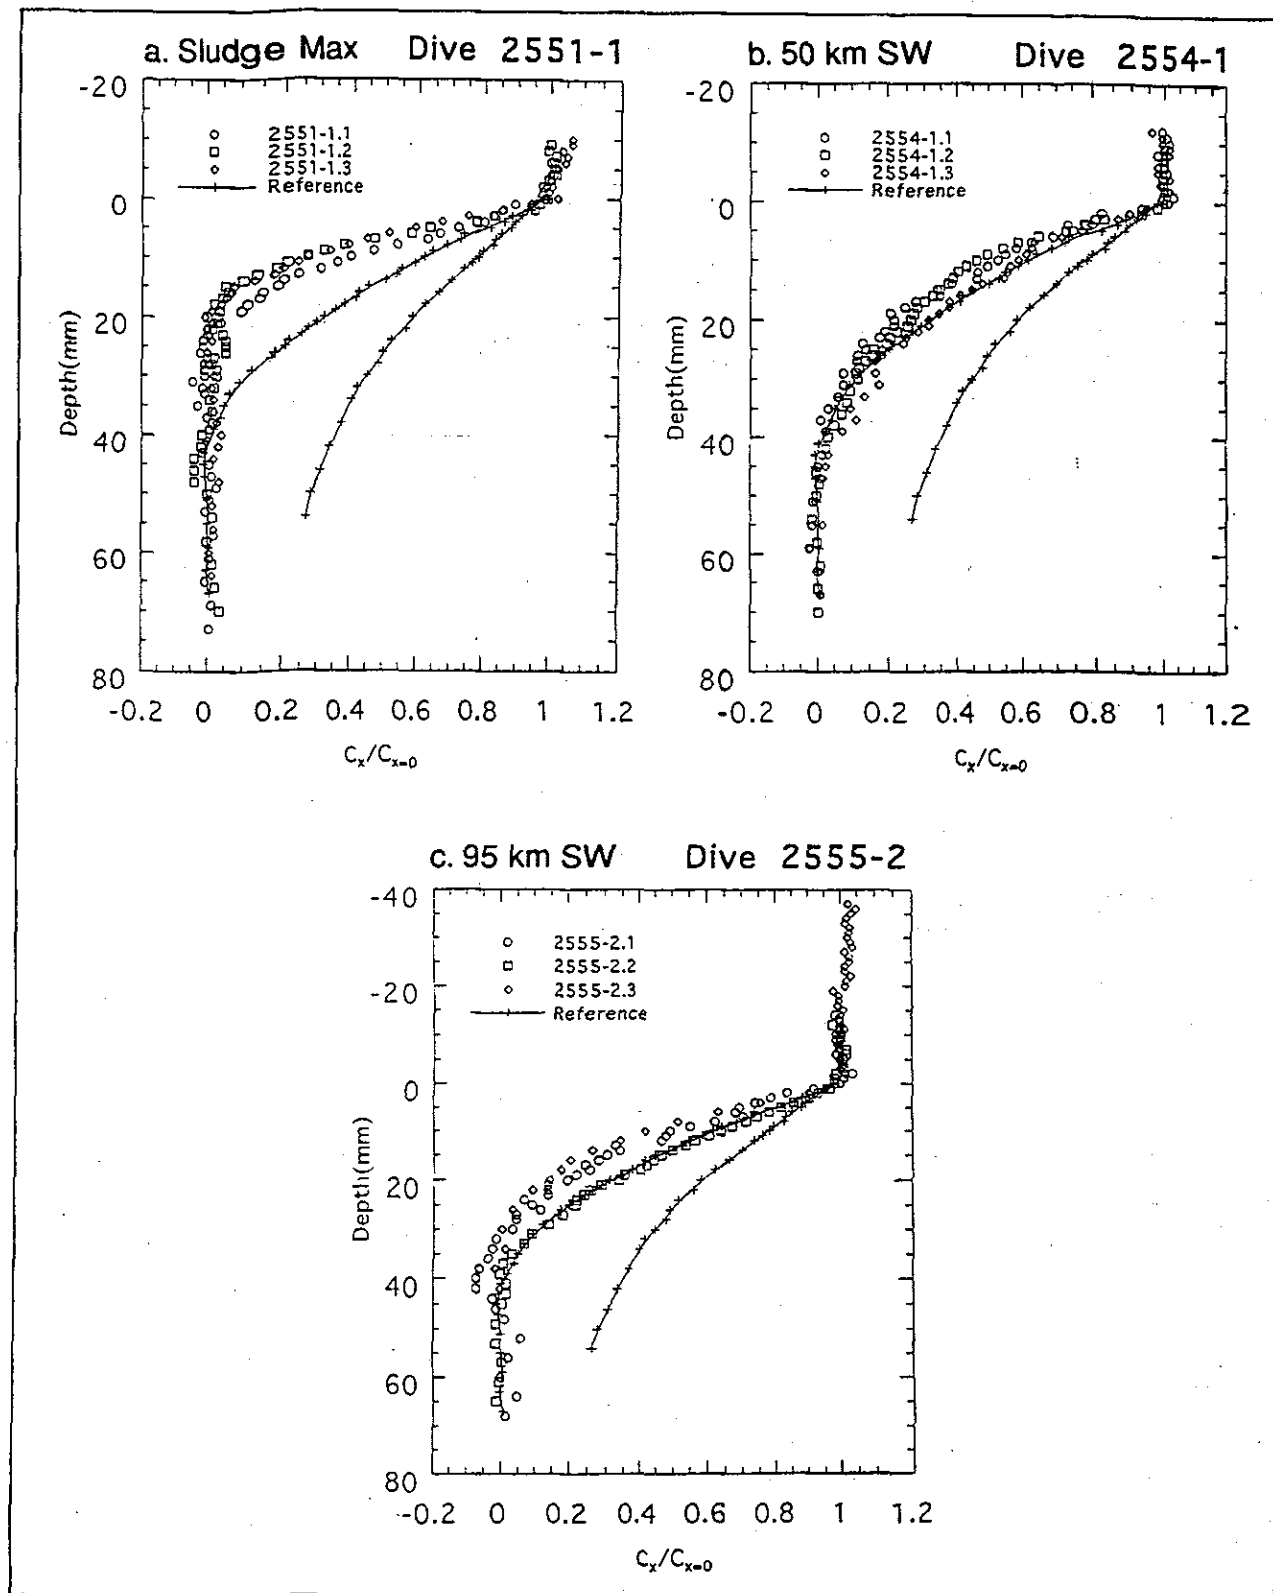 a. Sludge Max Dive 2551-1
-20
0
20
40
60
80
Depth(mm)
2551-1.1
2551-1.2
2551-1.3
Reference
-0.2 0 0.2 0.4 0.6 0.8 1 1.2
Cx/Cx=0
b. 50 km SW Dive 2554-1
-20
0
20
40
60
80
Depth(mm)
2554-1.1
2554-1.2
2554-1.3
Reference
-0.2 0 0.2 0.4 0.6 0.8 1 1.2
Cx/Cx=0
c. 95 km SW Dive 2555-2
-40
-20
0
20
40
60
80
Depth(mm)
2555-2.1
2555-2.2
2555-2.3
Reference
-0.2 0 0.2 0.4 0.6 0.8 1 1.2
Cx/Cx=0